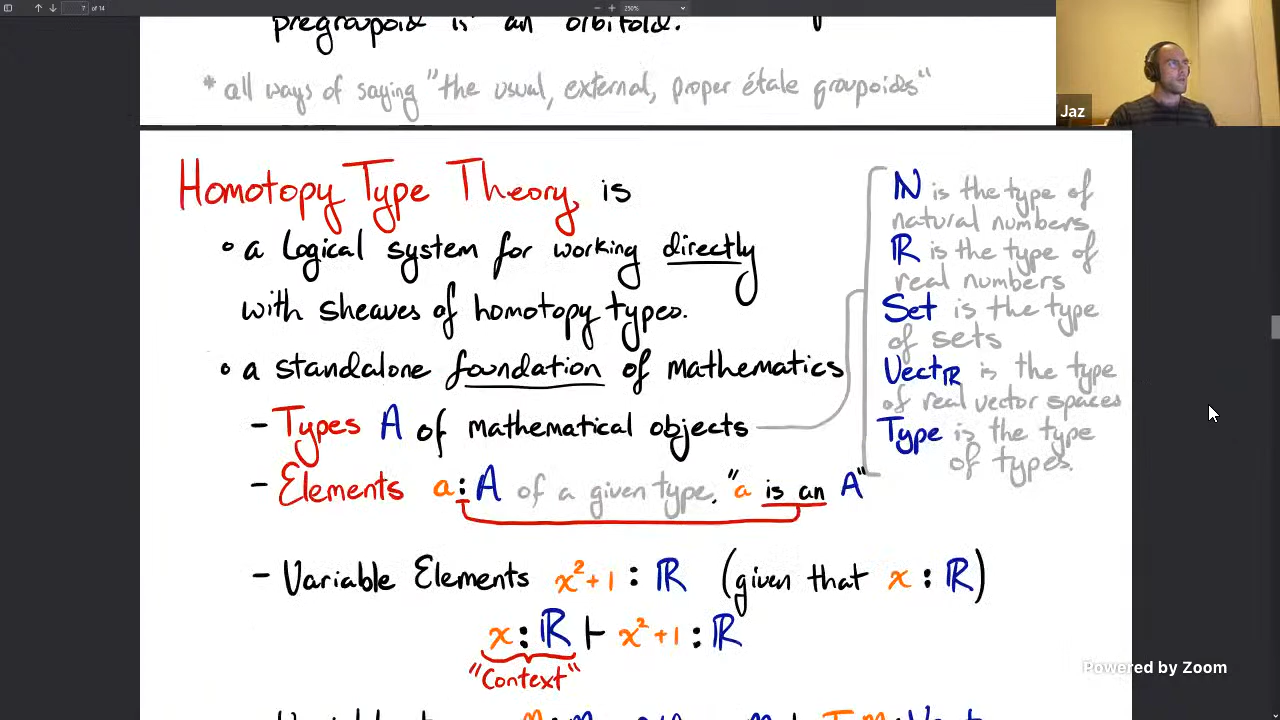 7 of 14
250%
pregroupoid is an orbifold.
* all ways of saying "the usual, external, proper étale groupoids"
Jaz
Homotopy Type Theory, is
• a logical system for working directly
with sheaves of homotopy types.
• a standalone foundation of mathematics
- Types A of mathematical objects
- Elements a : A of a given type, "a is an A"
ℕ is the type of
natural numbers
ℝ is the type of
real numbers
Set is the type
of sets
Vectℝ is the type
of real vector spaces
Type is the type
of types.
- Variable Elements x²+1 : ℝ (given that x : ℝ)
x : ℝ ⊢ x²+1 : ℝ
"Context"
Powered by Zoom